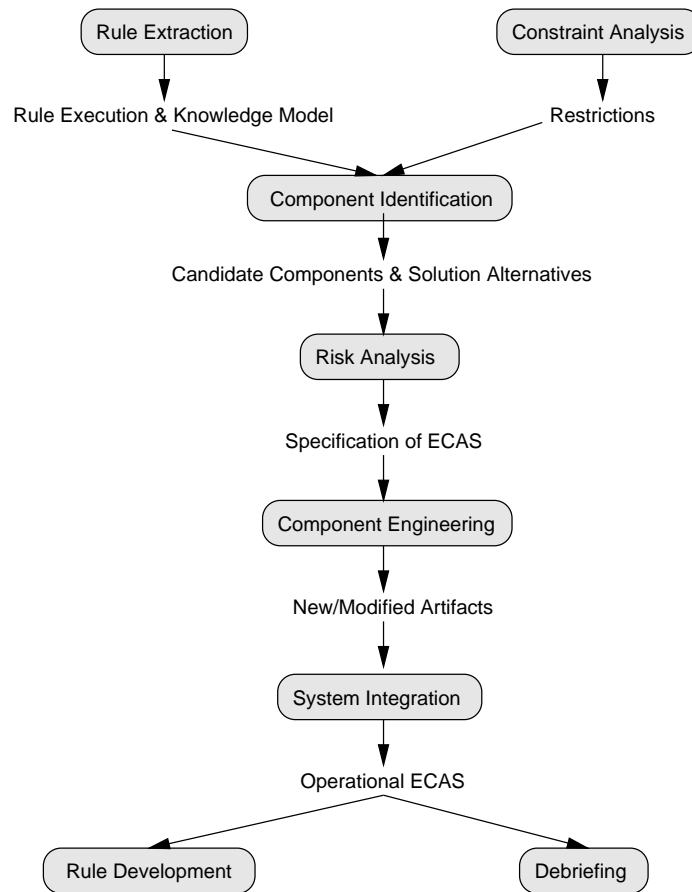 Rule Extraction
Constraint Analysis
Rule Execution & Knowledge Model
Restrictions
Component Identification
Candidate Components & Solution Alternatives
Risk Analysis
Specification of ECAS
Component Engineering
New/Modified Artifacts
System Integration
Operational ECAS
Rule Development
Debriefing